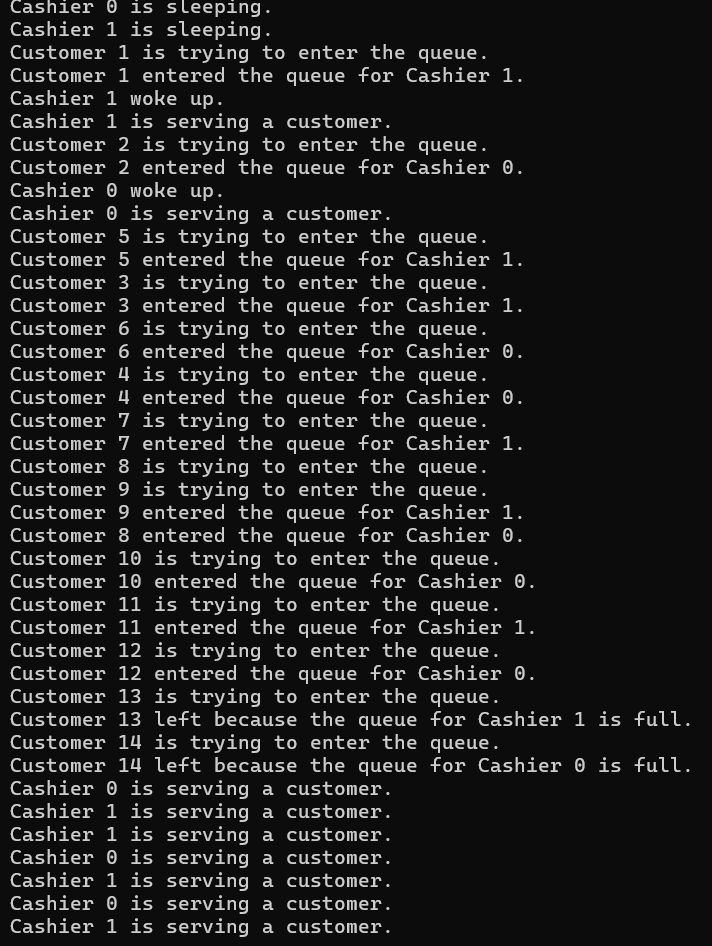 Cashier 0 is sleeping.
Cashier 1 is sleeping.
Customer 1 is trying to enter the queue.
Customer 1 entered the queue for Cashier 1.
Cashier 1 woke up.
Cashier 1 is serving a customer.
Customer 2 is trying to enter the queue.
Customer 2 entered the queue for Cashier 0.
Cashier 0 woke up.
Cashier 0 is serving a customer.
Customer 5 is trying to enter the queue.
Customer 5 entered the queue for Cashier 1.
Customer 3 is trying to enter the queue.
Customer 3 entered the queue for Cashier 1.
Customer 6 is trying to enter the queue.
Customer 6 entered the queue for Cashier 0.
Customer 4 is trying to enter the queue.
Customer 4 entered the queue for Cashier 0.
Customer 7 is trying to enter the queue.
Customer 7 entered the queue for Cashier 1.
Customer 8 is trying to enter the queue.
Customer 9 is trying to enter the queue.
Customer 9 entered the queue for Cashier 1.
Customer 8 entered the queue for Cashier 0.
Customer 10 is trying to enter the queue.
Customer 10 entered the queue for Cashier 0.
Customer 11 is trying to enter the queue.
Customer 11 entered the queue for Cashier 1.
Customer 12 is trying to enter the queue.
Customer 12 entered the queue for Cashier 0.
Customer 13 is trying to enter the queue.
Customer 13 left because the queue for Cashier 1 is full.
Customer 14 is trying to enter the queue.
Customer 14 left because the queue for Cashier 0 is full.
Cashier 0 is serving a customer.
Cashier 1 is serving a customer.
Cashier 1 is serving a customer.
Cashier 0 is serving a customer.
Cashier 1 is serving a customer.
Cashier 0 is serving a customer.
Cashier 1 is serving a customer.